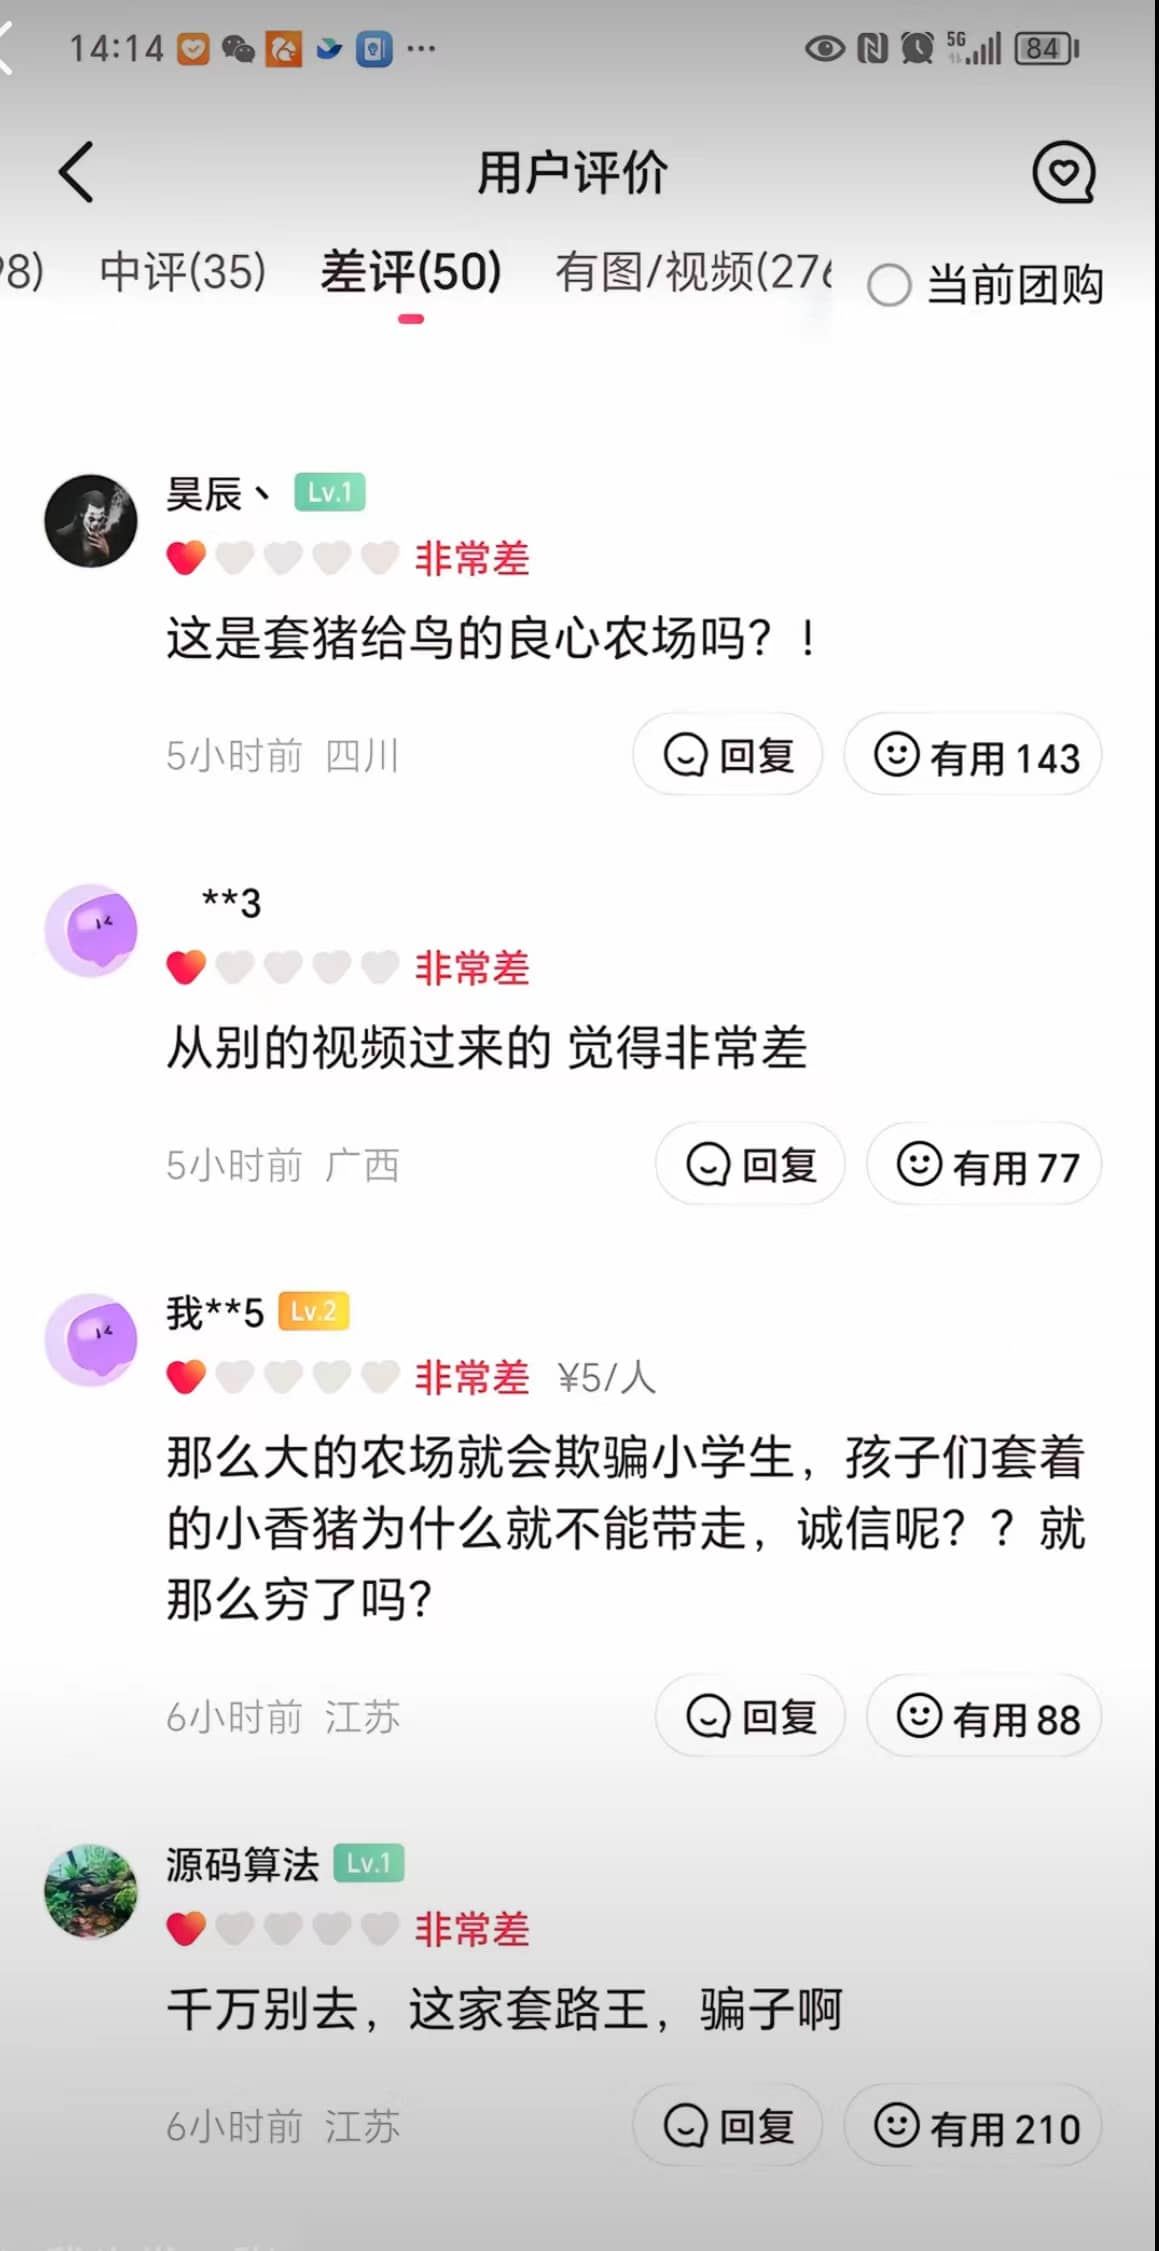 14:14
5G
84
用户评价
98)
中评(35)
差评(50)
有图/视频(276
当前团购
昊辰丶 Lv.1
非常差
这是套猪给鸟的良心农场吗？！
5小时前 四川
回复
有用 143
**3
非常差
从别的视频过来的 觉得非常差
5小时前 广西
回复
有用 77
我**5 Lv.2
非常差 ¥5/人
那么大的农场就会欺骗小学生，孩子们套着
的小香猪为什么就不能带走，诚信呢？？就
那么穷了吗？
6小时前 江苏
回复
有用 88
源码算法 Lv.1
非常差
千万别去，这家套路王，骗子啊
6小时前 江苏
回复
有用 210